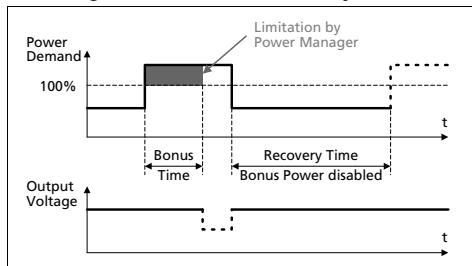 Limitation by
Power Manager
Power
Demand
100%
t
Bonus
Time
Recovery Time
Bonus Power disabled
Output
Voltage
t